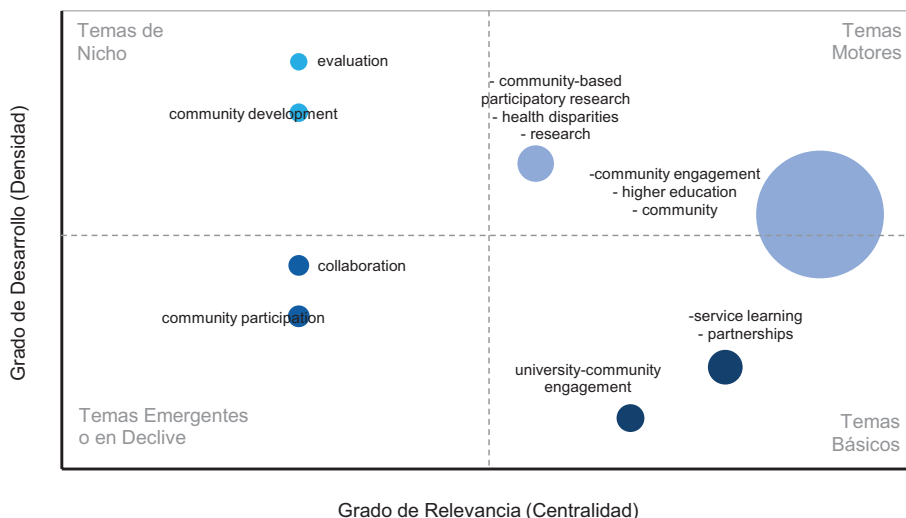 Temas de
Nicho
Temas
Motores
evaluation
community development
- community-based
participatory research
- health disparities
- research
-community engagement
- higher education
- community
collaboration
community participation
-service learning
- partnerships
university-community
engagement
Temas Emergentes
o en Declive
Temas
Básicos
Grado de Desarrollo (Densidad)
Grado de Relevancia (Centralidad)